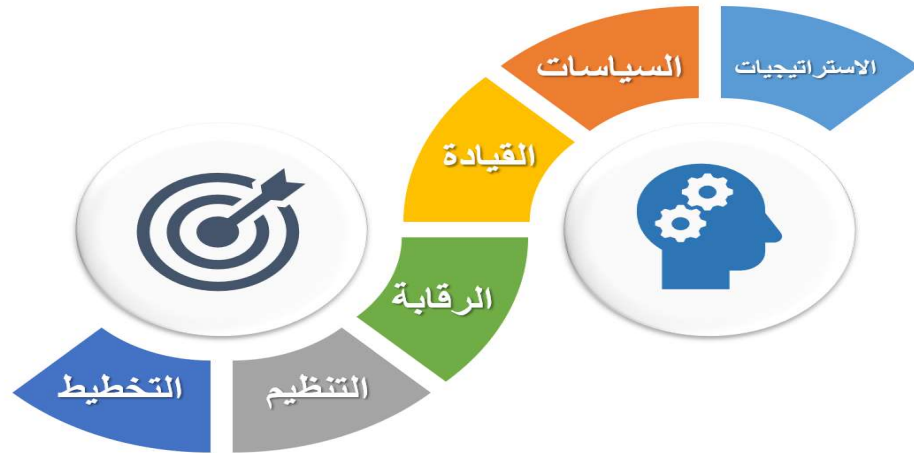 الاستراتيجيات
السياسات
القيادة
الرقابة
التنظيم
التخطيط